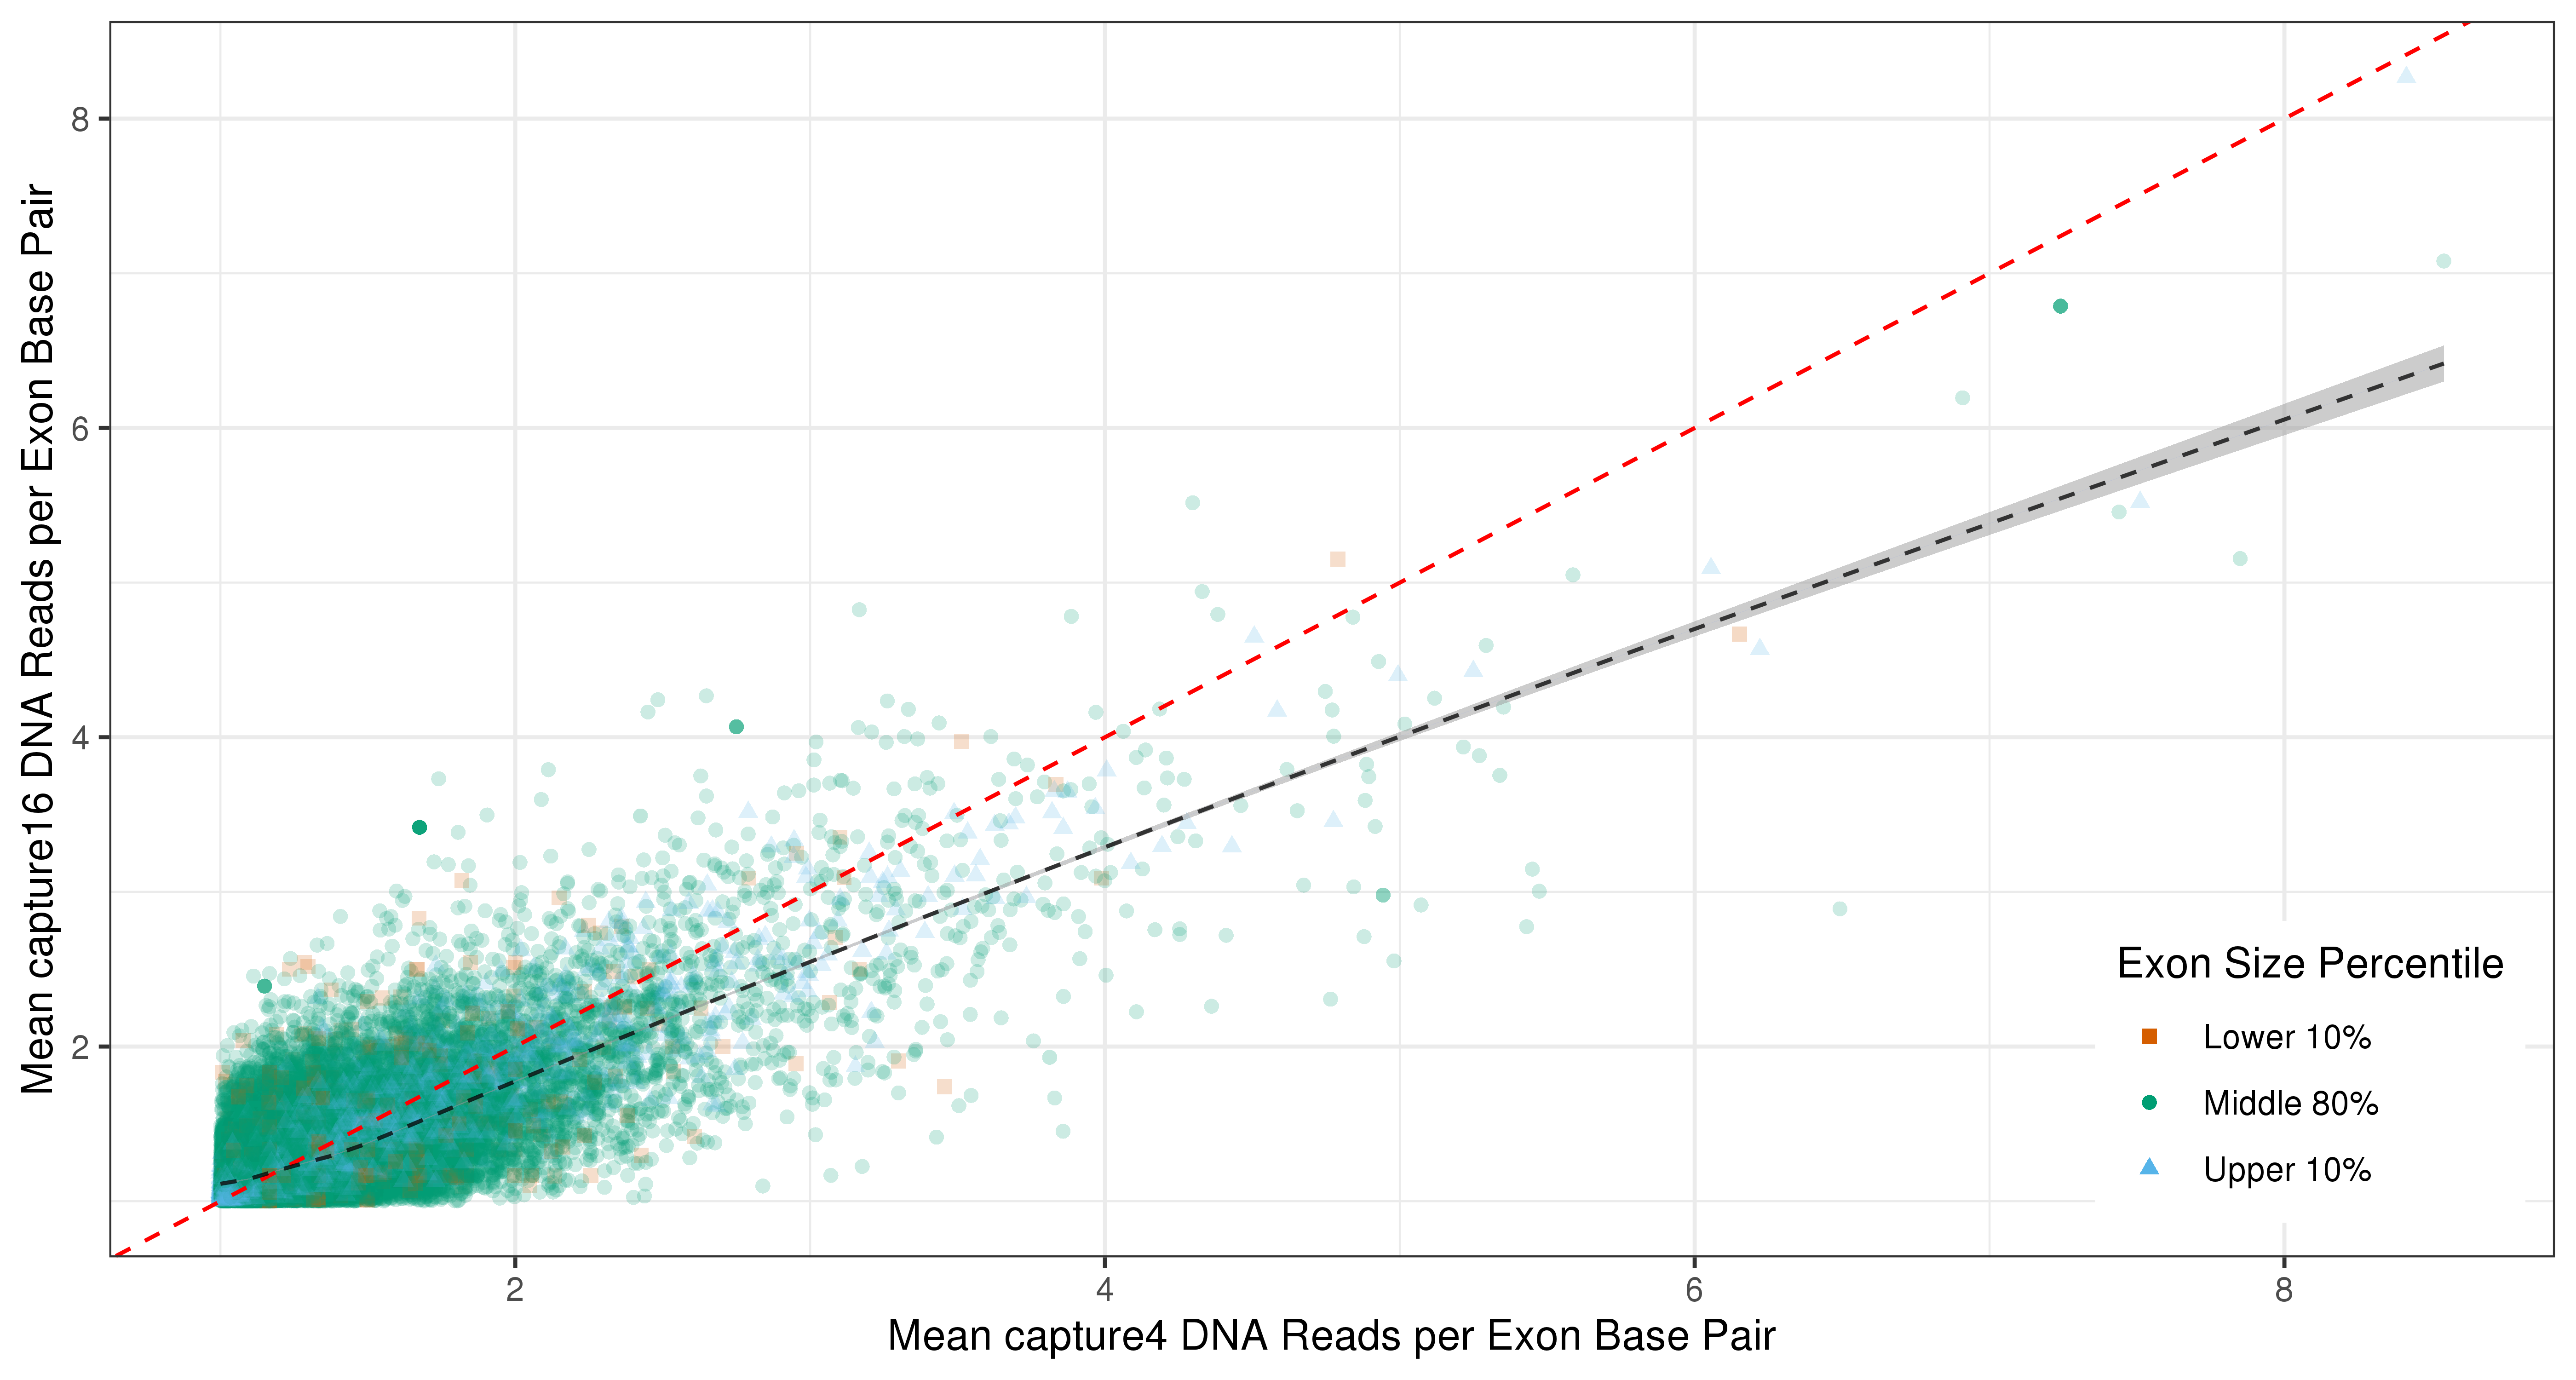 Mean capture16 DNA Reads per Exon Base Pair
8
6
4
2
2
4
6
8
Mean capture4 DNA Reads per Exon Base Pair
Exon Size Percentile
Lower 10%
Middle 80%
Upper 10%